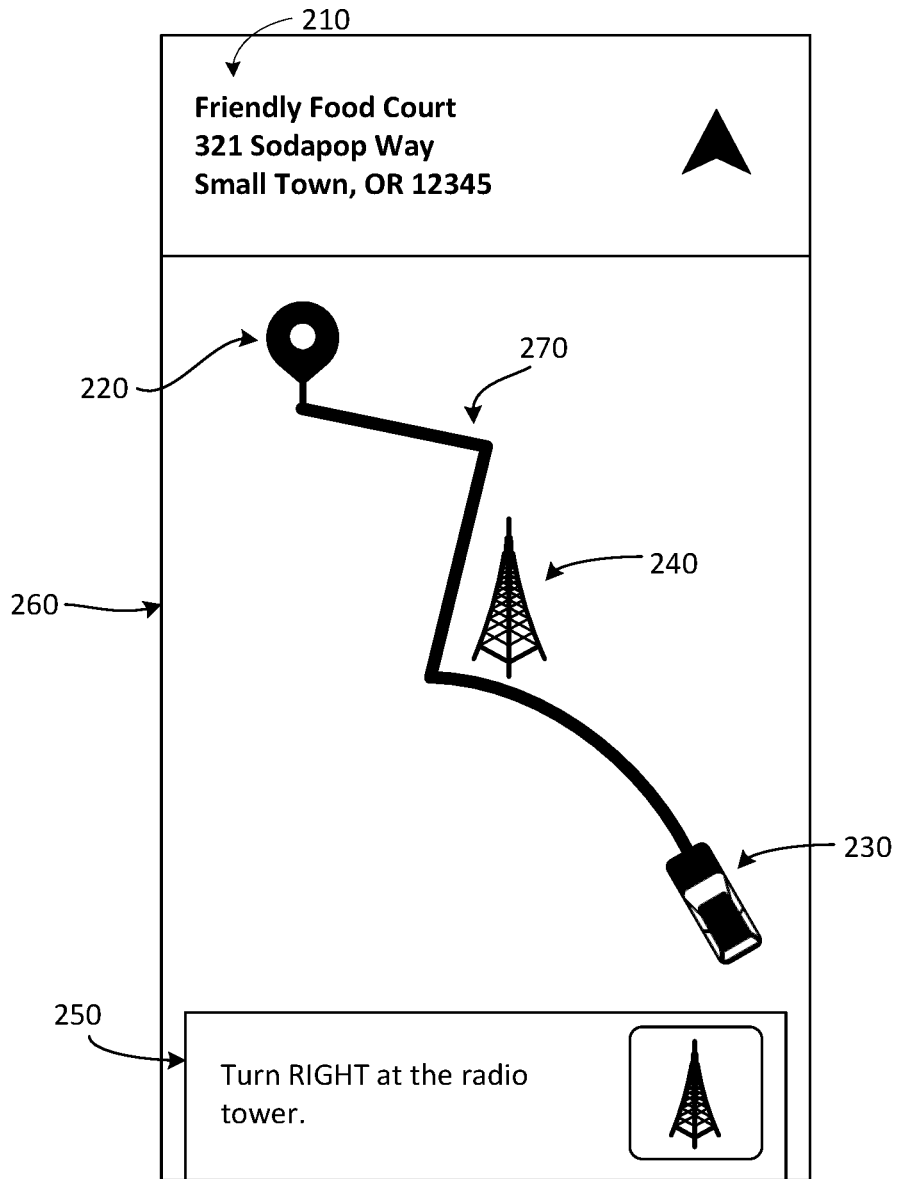 210
Friendly Food Court
321 Sodapop Way
Small Town, OR 12345
270
220
240
260
230
250
Turn RIGHT at the radio
tower.